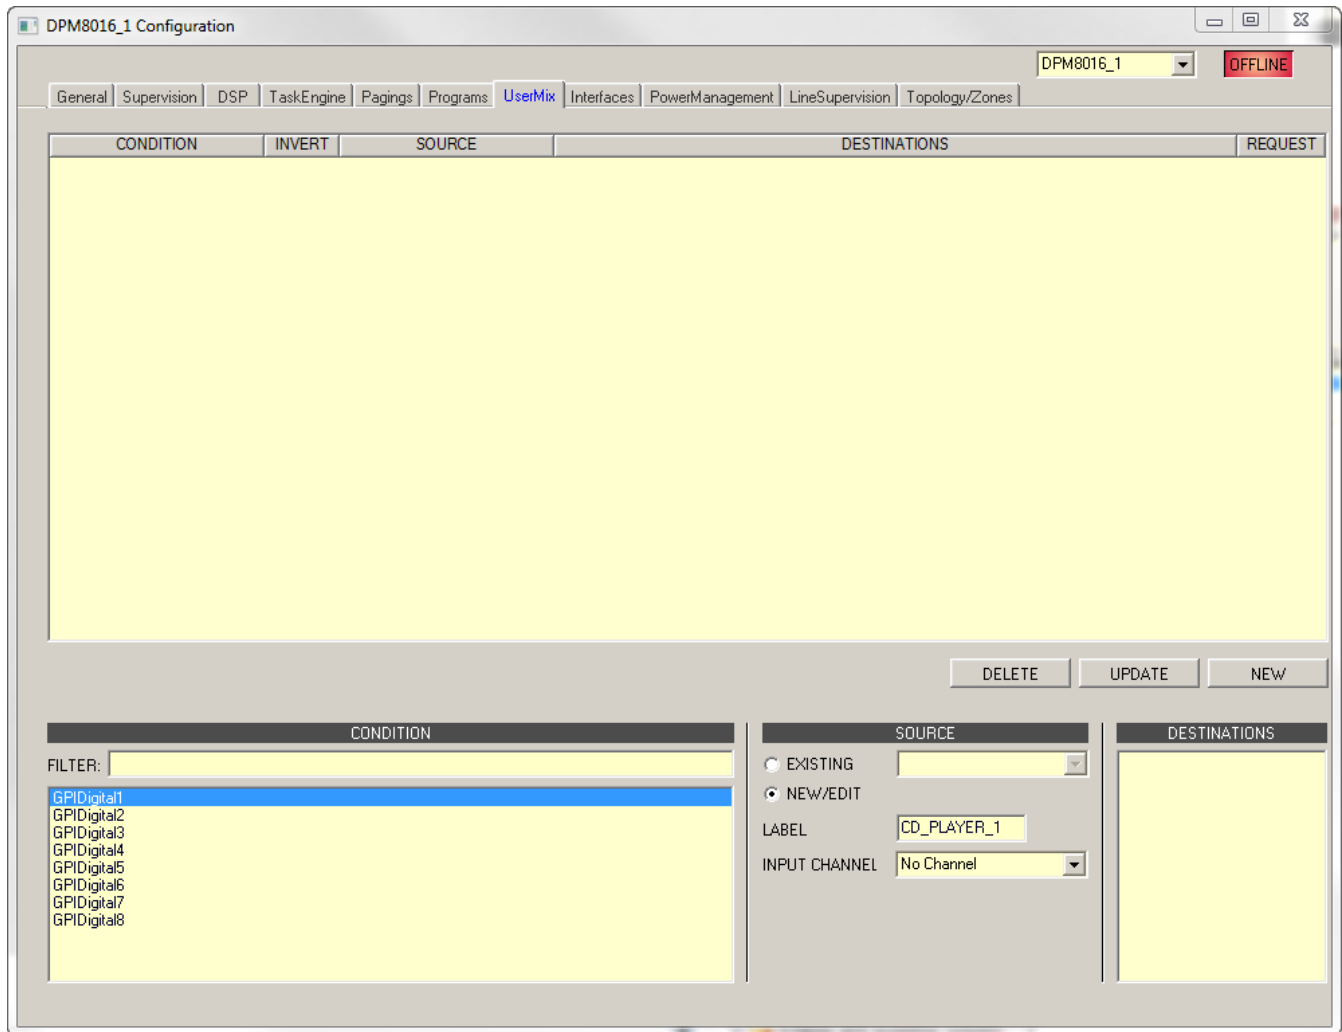 DPM8016_1 Configuration
DPM8016_1 OFFLINE
General Supervision DSP TaskEngine Pagings Programs UserMix Interfaces PowerManagement LineSupervision Topology/Zones
CONDITION INVERT SOURCE DESTINATIONS REQUEST
DELETE UPDATE NEW
CONDITION
FILTER:
GPIDigital1
GPIDigital2
GPIDigital3
GPIDigital4
GPIDigital5
GPIDigital6
GPIDigital7
GPIDigital8
SOURCE
EXISTING
NEW/EDIT
LABEL CD_PLAYER_1
INPUT CHANNEL No Channel
DESTINATIONS